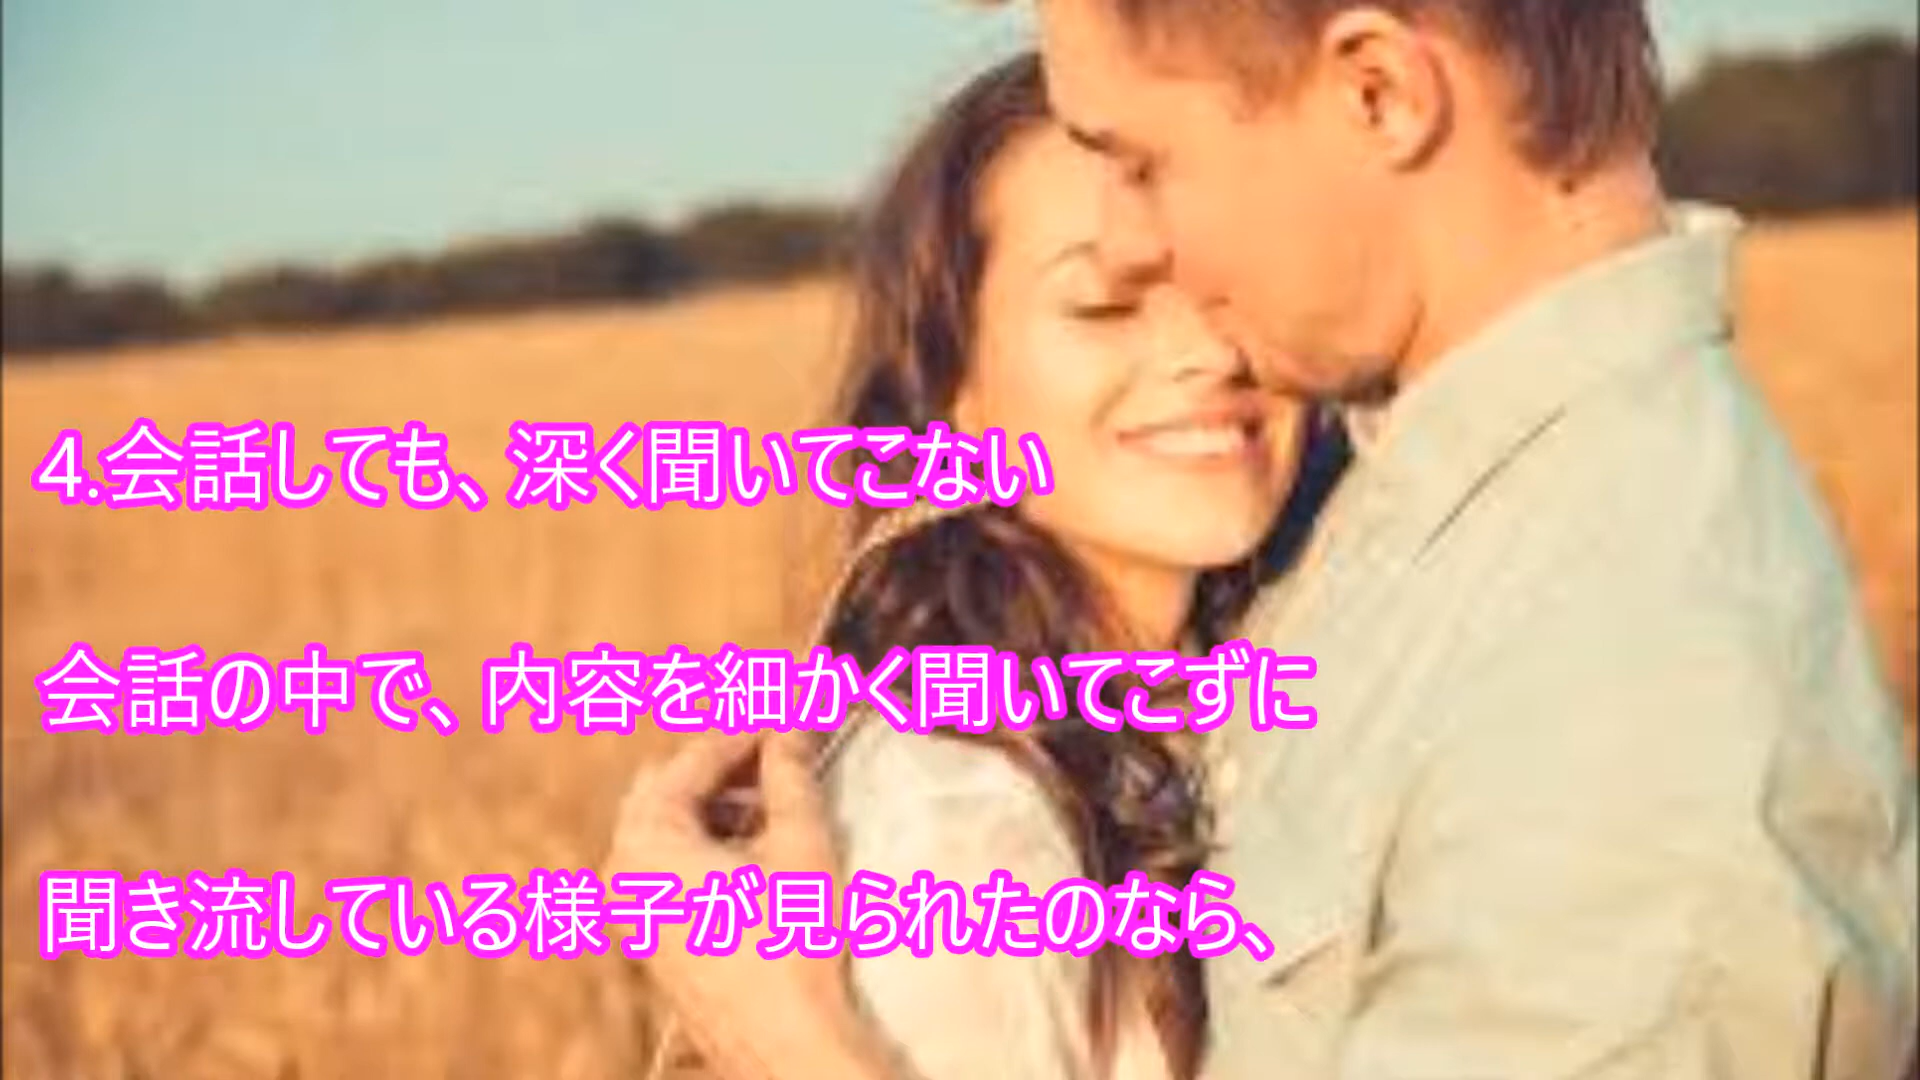 4.会話しても、深く聞いてこない
会話の中で、内容を細かく聞いてこずに
聞き流している様子が見られたのなら、